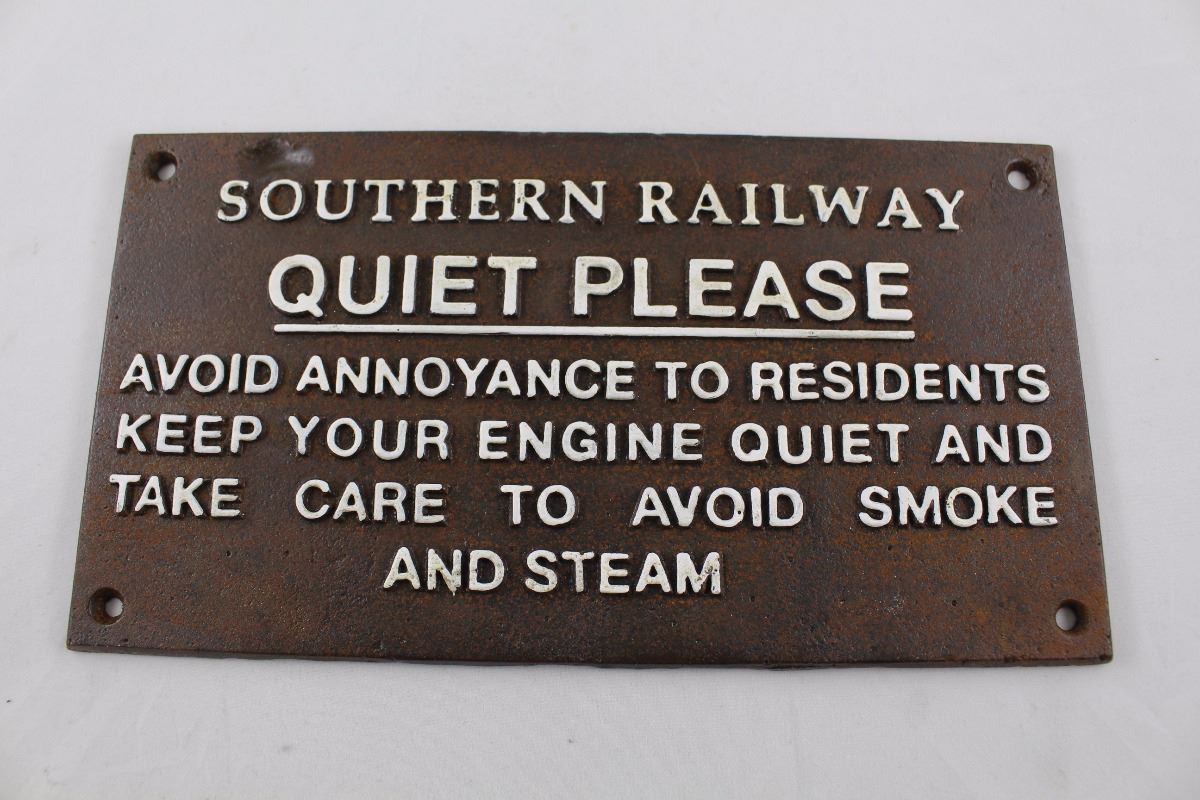 SOUTHERN RAILWAY
QUIET PLEASE
AVOID ANNOYANCE TO RESIDENTS
KEEP YOUR ENGINE QUIET AND
TAKE CARE TO AVOID SMOKE
AND STEAM